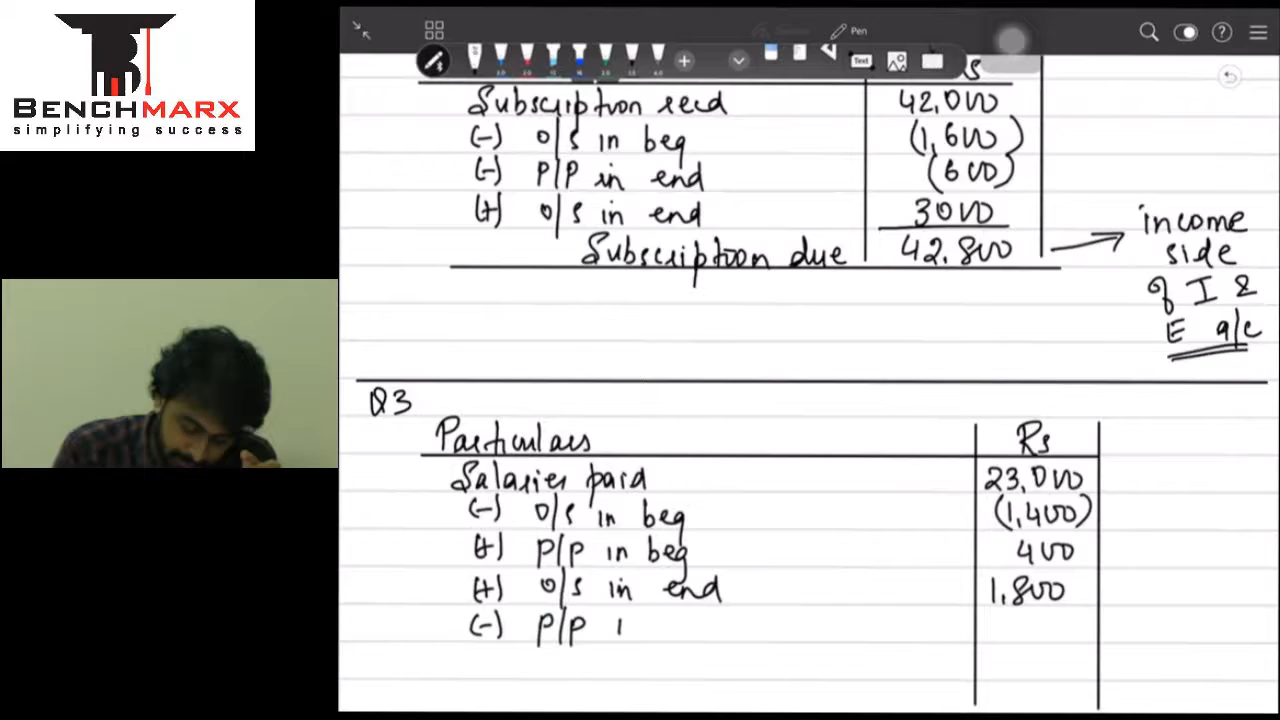 BENCHMARX
simplifying success
Pen
Text
Subscription recd 42,000
(-) O/S in beg (1,600)
(-) P/P in end (600)
(+) O/S in end 3000
Subscription due 42,800
income
side
of I &
E a/c
Q3
Particulars Rs
Salaries paid 23,000
(-) O/S in beg (1,400)
(+) P/P in beg 400
(+) O/S in end 1,800
(-) P/P i